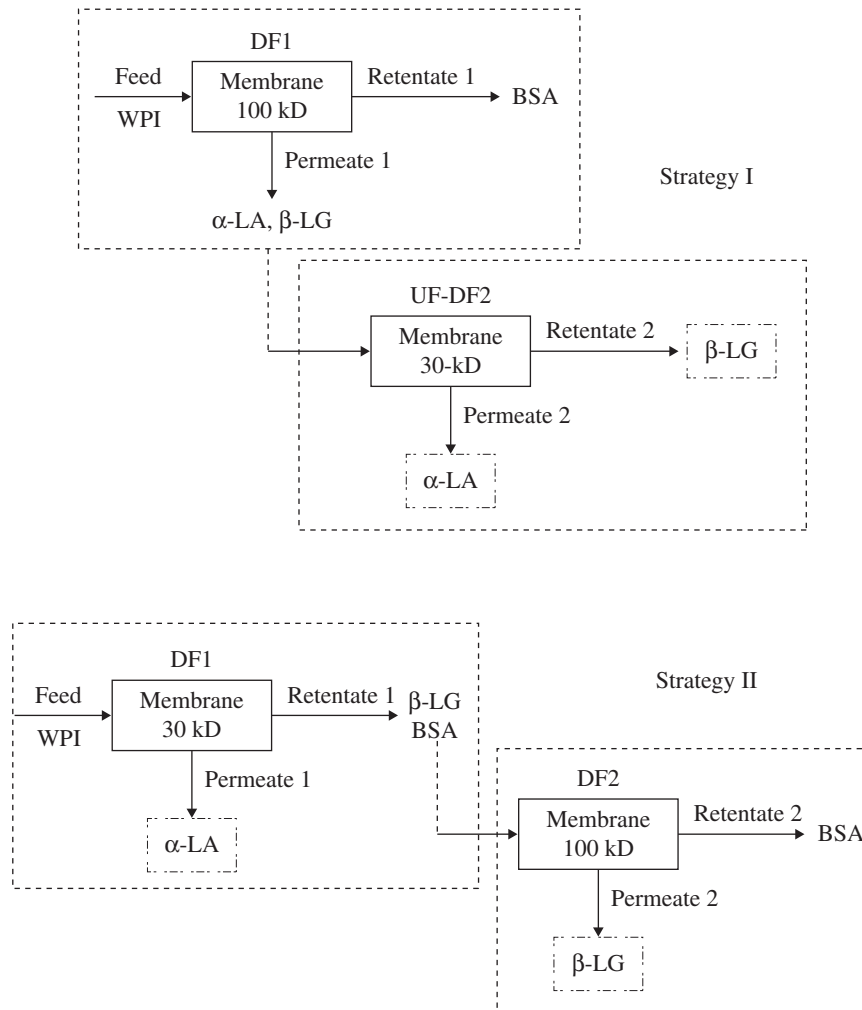 DF1
Feed
WPI
Membrane
100 kD
Retentate 1
BSA
Permeate 1
α-LA, β-LG
Strategy I
UF-DF2
Membrane
30-kD
Retentate 2
β-LG
Permeate 2
α-LA
Strategy II
DF1
Feed
WPI
Membrane
30 kD
Retentate 1
β-LG
BSA
Permeate 1
α-LA
DF2
Membrane
100 kD
Retentate 2
BSA
Permeate 2
β-LG